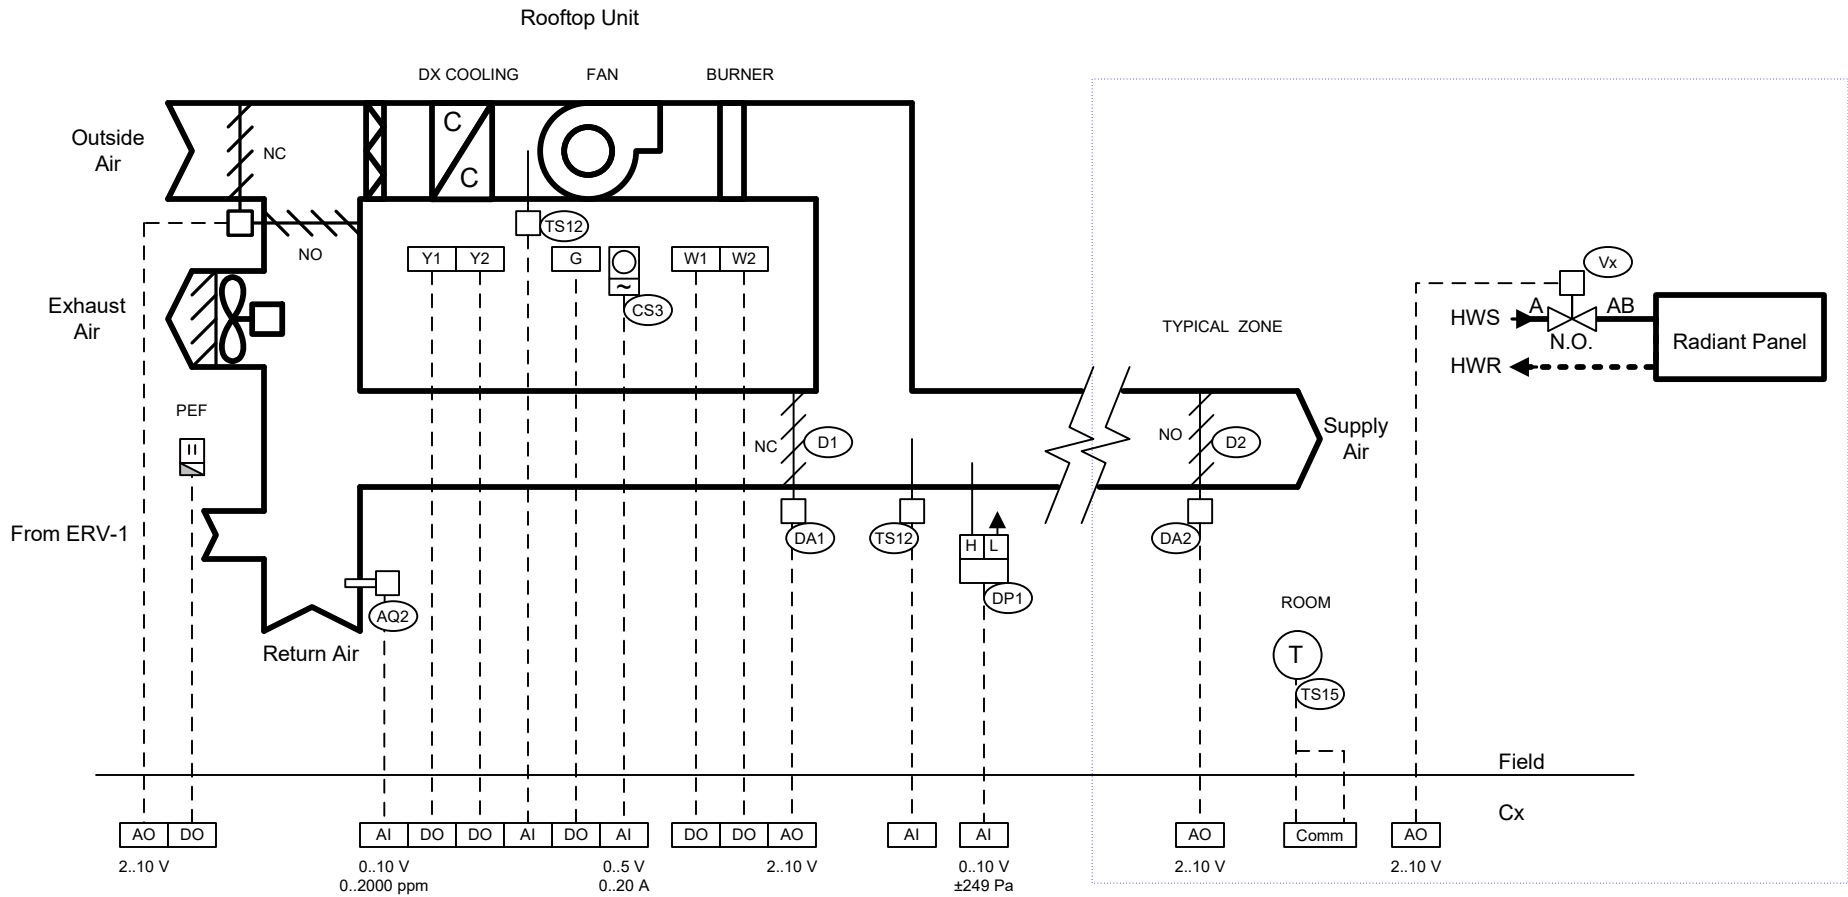 Rooftop Unit
DX COOLING
FAN
BURNER
Outside
Air
NC
C
C
TS12
NO
Y1
Y2
G
W1
W2
~
CS3
Exhaust
Air
Vx
HWS
A
AB
N.O.
HWR
Radiant Panel
TYPICAL ZONE
PEF
NC
D1
NO
D2
Supply
Air
From ERV-1
DA1
TS12
H
L
DP1
DA2
AQ2
Return Air
ROOM
T
TS15
Field
Cx
AO
DO
AI
DO
DO
AI
DO
AI
DO
DO
AO
AI
AI
AO
Comm
AO
2..10 V
0..10 V
0..2000 ppm
0..5 V
0..20 A
2..10 V
0..10 V
±249 Pa
2..10 V
2..10 V